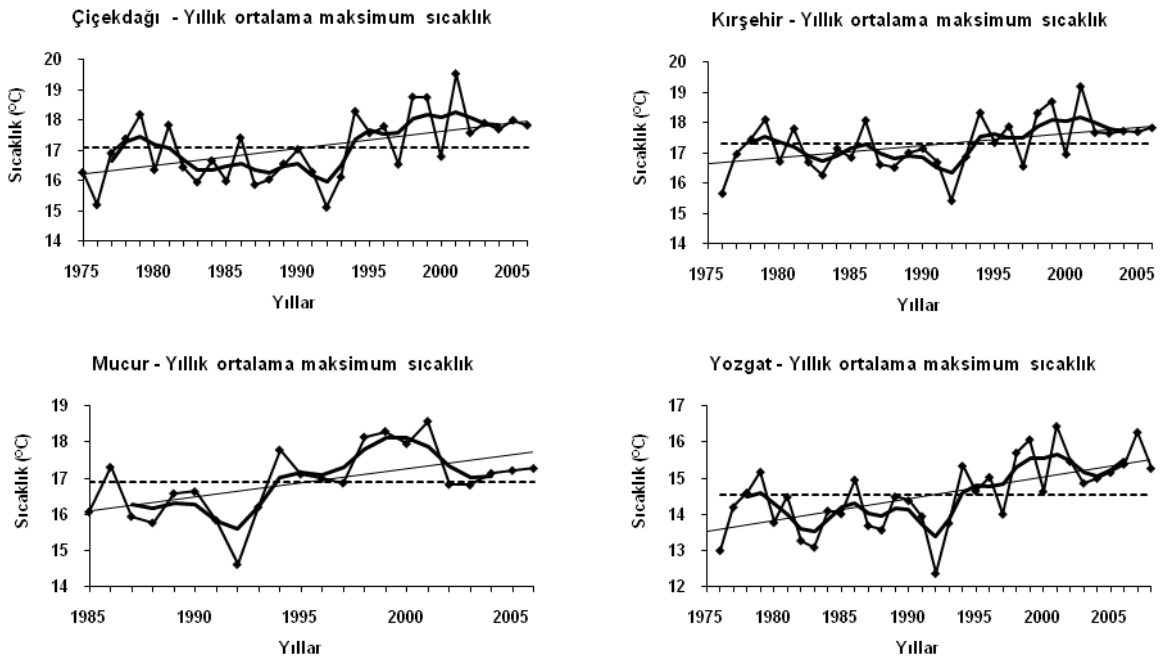 Çiçekdağı - Yıllık ortalama maksimum sıcaklık
Sıcaklık (°C)
20
19
18
17
16
15
14
1975 1980 1985 1990 1995 2000 2005
Yıllar
Kırşehir - Yıllık ortalama maksimum sıcaklık
Sıcaklık (°C)
20
19
18
17
16
15
14
1975 1980 1985 1990 1995 2000 2005
Yıllar
Mucur - Yıllık ortalama maksimum sıcaklık
Sıcaklık (°C)
19
18
17
16
15
14
1985 1990 1995 2000 2005
Yıllar
Yozgat - Yıllık ortalama maksimum sıcaklık
Sıcaklık (°C)
17
16
15
14
13
12
1975 1980 1985 1990 1995 2000 2005
Yıllar